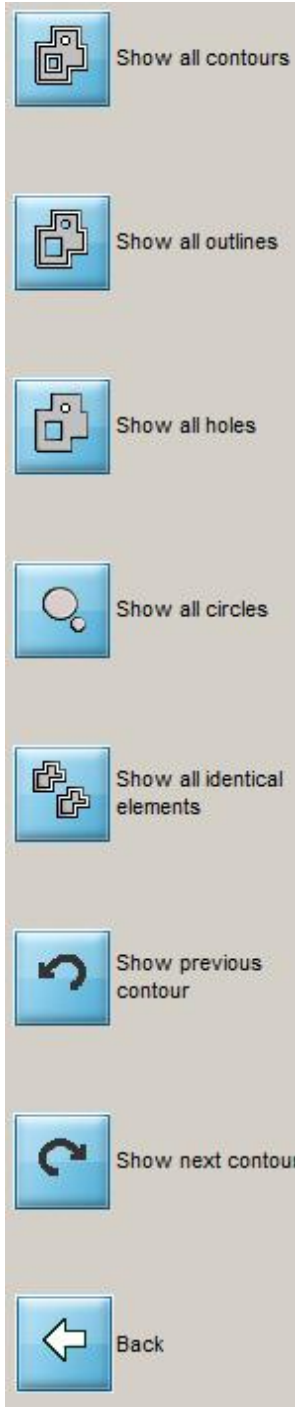 Show all contours
Show all outlines
Show all holes
Show all circles
Show all identical
elements
Show previous
contour
Show next contour
Back